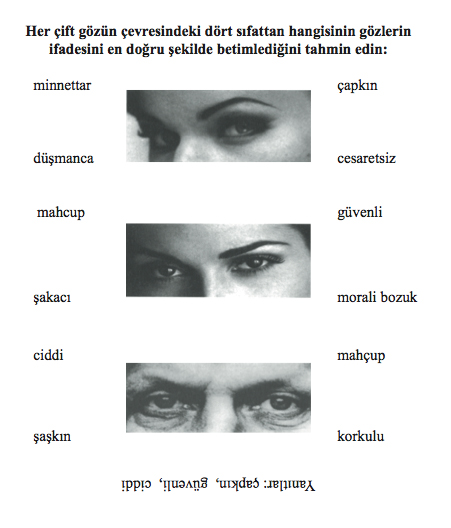 Her çift gözün çevresindeki dört sıfattan hangisinin gözlerin
ifadesini en doğru şekilde betimlediğini tahmin edin:
minnettar çapkın
düşmanca cesaretsiz
mahcup güvenli
şakacı morali bozuk
ciddi mahçup
şaşkın korkulu
Yanıtlar: çapkın, güvenli, ciddi